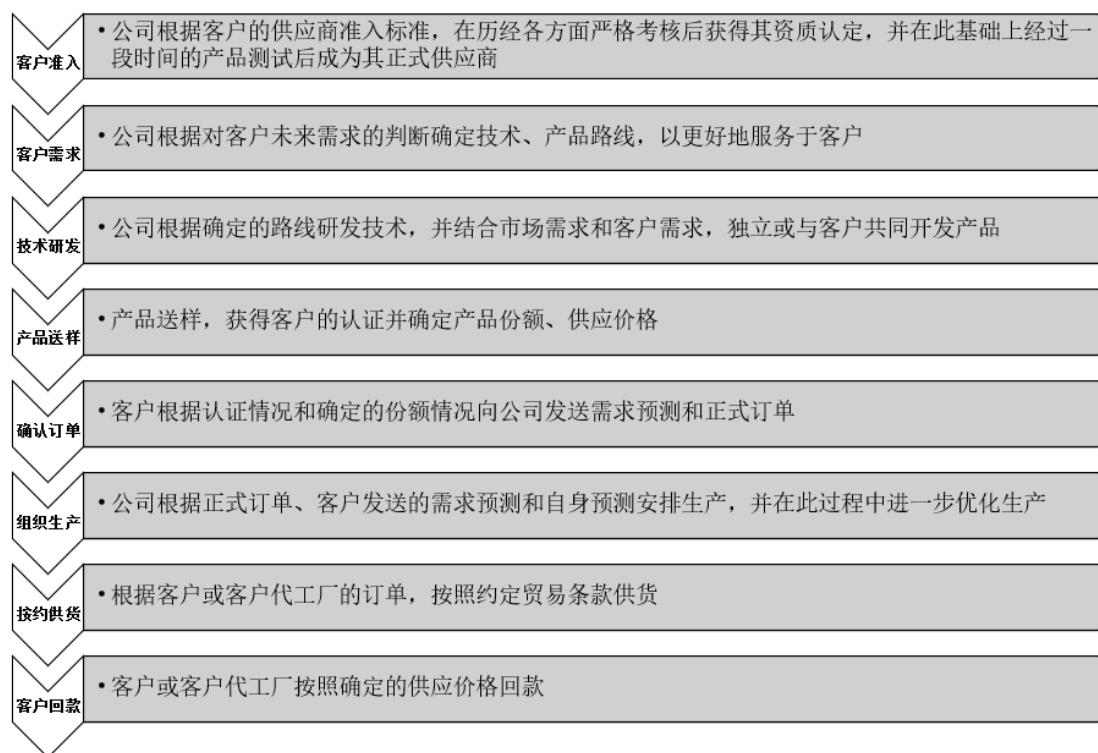 客户准入
•公司根据客户的供应商准入标准，在历经各方面严格考核后获得其资质认定，并在此基础上经过一
段时间的产品测试后成为其正式供应商
客户需求
•公司根据对客户未来需求的判断确定技术、产品路线，以更好地服务于客户
技术研发
•公司根据确定的路线研发技术，并结合市场需求和客户需求，独立或与客户共同开发产品
产品送样
•产品送样，获得客户的认证并确定产品份额、供应价格
确认订单
•客户根据认证情况和确定的份额情况向公司发送需求预测和正式订单
组织生产
•公司根据正式订单、客户发送的需求预测和自身预测安排生产，并在此过程中进一步优化生产
按约供货
•根据客户或客户代工厂的订单，按照约定贸易条款供货
客户回款
•客户或客户代工厂按照确定的供应价格回款